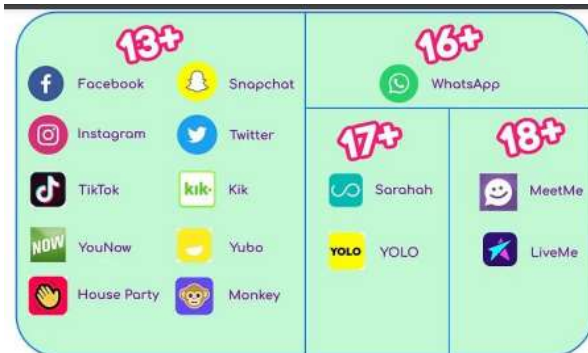 13+
Facebook
Snapchat
Instagram
Twitter
TikTok
kik·
Kik
NOW
YouNow
Yubo
House Party
Monkey
16+
WhatsApp
17+
Sarahah
YOLO
YOLO
18+
MeetMe
LiveMe